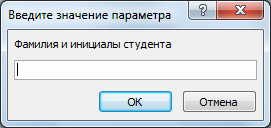 Введите значение параметра
Фамилия и инициалы студента
ОК
Отмена